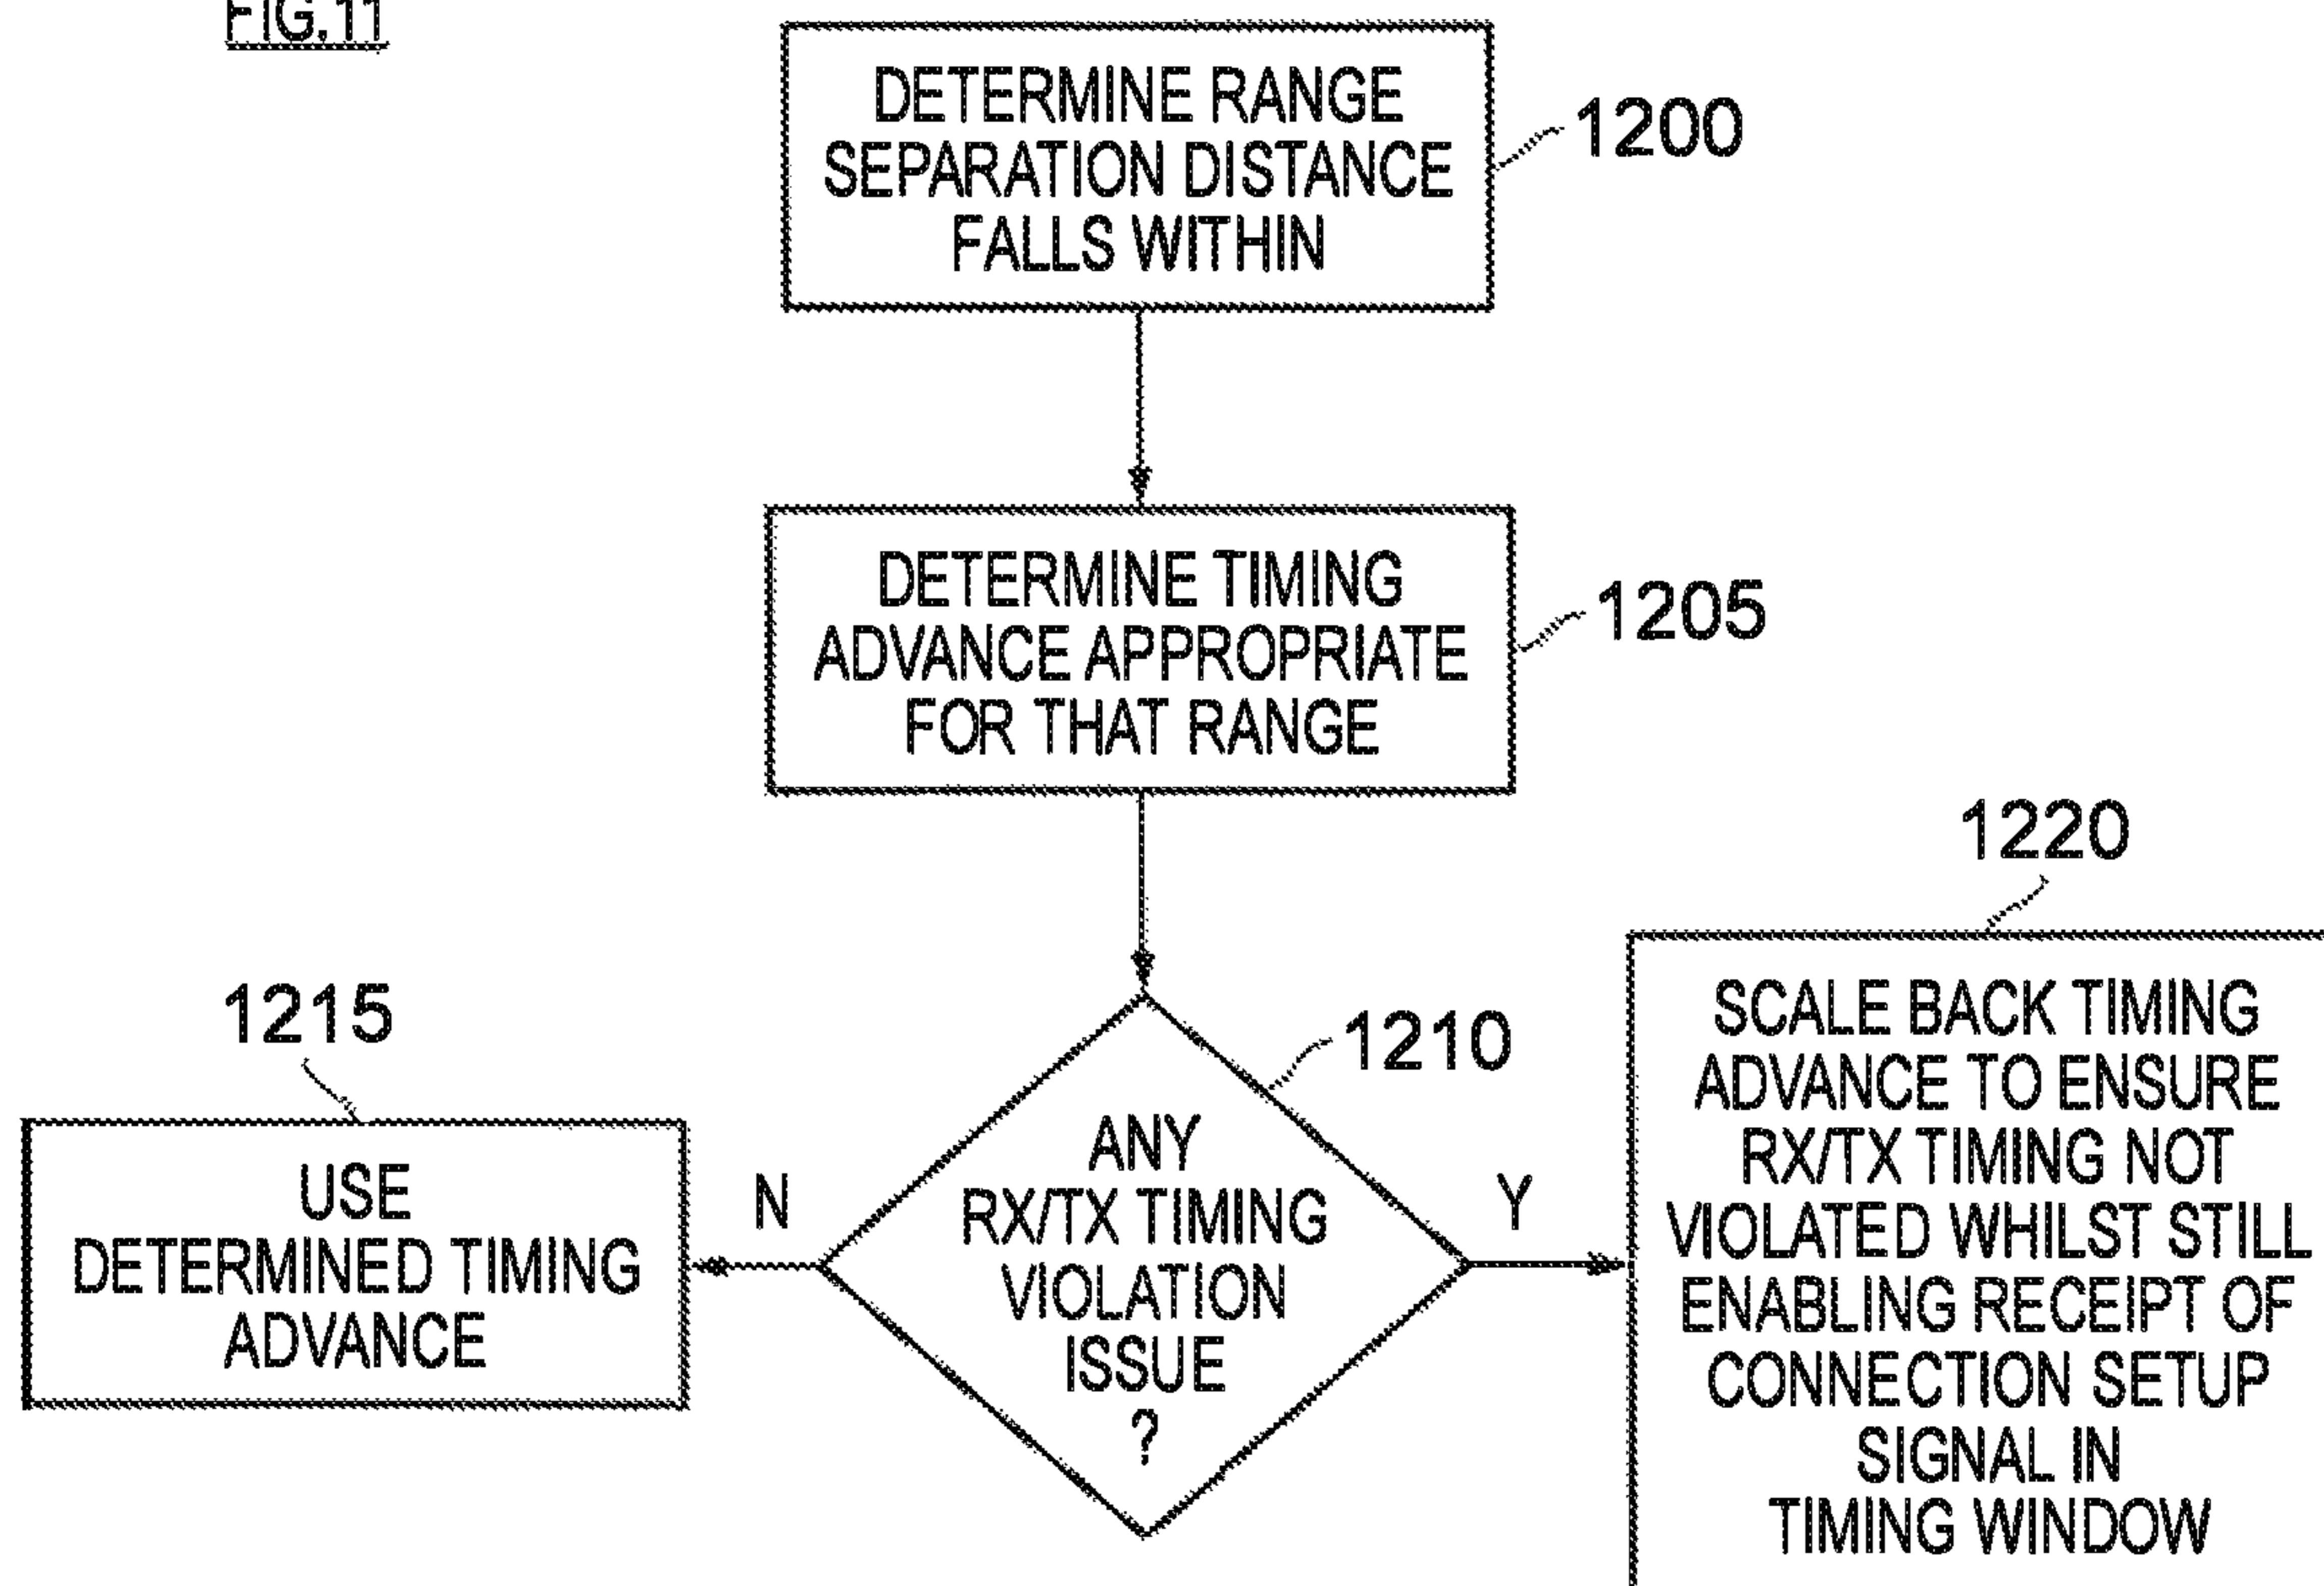 FIG.11
DETERMINE RANGE
SEPARATION DISTANCE
FALLS WITHIN
1200
DETERMINE TIMING
ADVANCE APPROPRIATE
FOR THAT RANGE
1205
ANY
RX/TX TIMING
VIOLATION
ISSUE
?
1210
N
1215
USE
DETERMINED TIMING
ADVANCE
Y
1220
SCALE BACK TIMING
ADVANCE TO ENSURE
RX/TX TIMING NOT
VIOLATED WHILST STILL
ENABLING RECEIPT OF
CONNECTION SETUP
SIGNAL IN
TIMING WINDOW